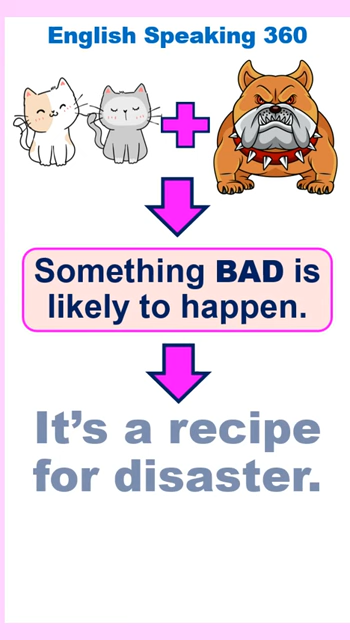 English Speaking 360
Something BAD is
likely to happen.
It's a recipe
for disaster.